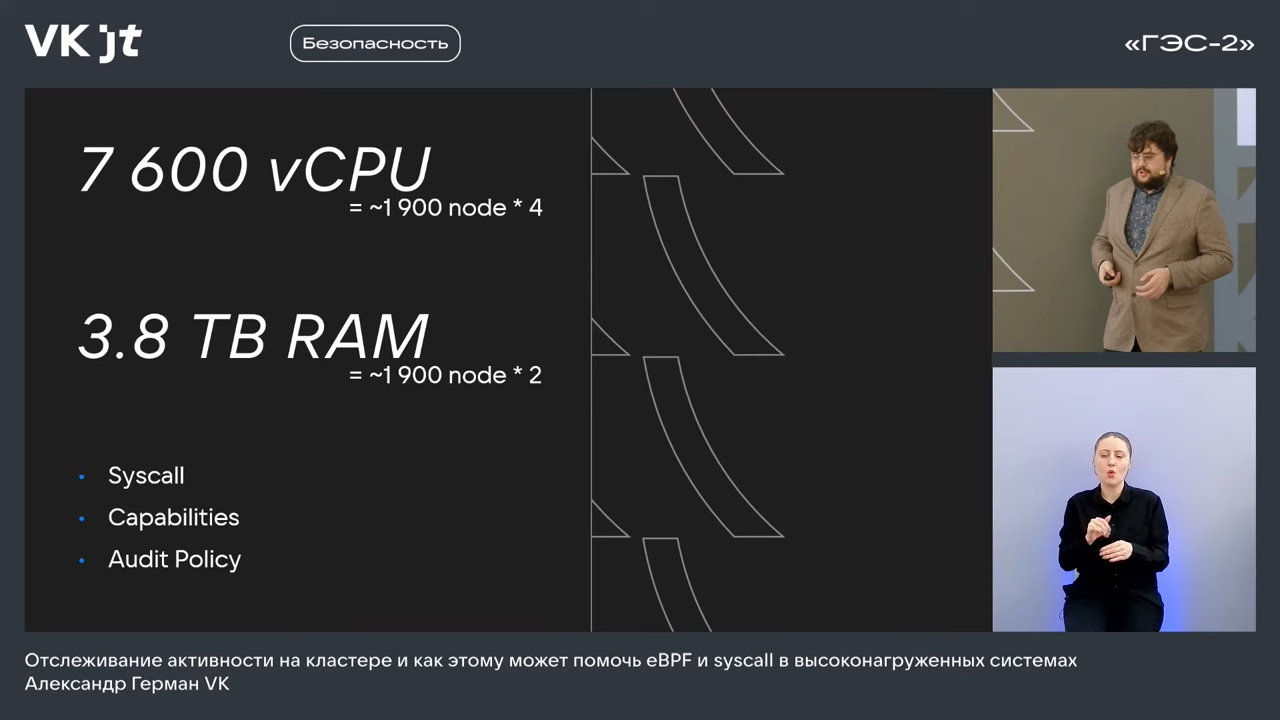 VK jt
Безопасность
«ГЭС-2»
7 600 vCPU
= ~1 900 node * 4
3.8 TB RAM
= ~1 900 node * 2
• Syscall
• Capabilities
• Audit Policy
Отслеживание активности на кластере и как этому может помочь eBPF и syscall в высоконагруженных системах
Александр Герман VK